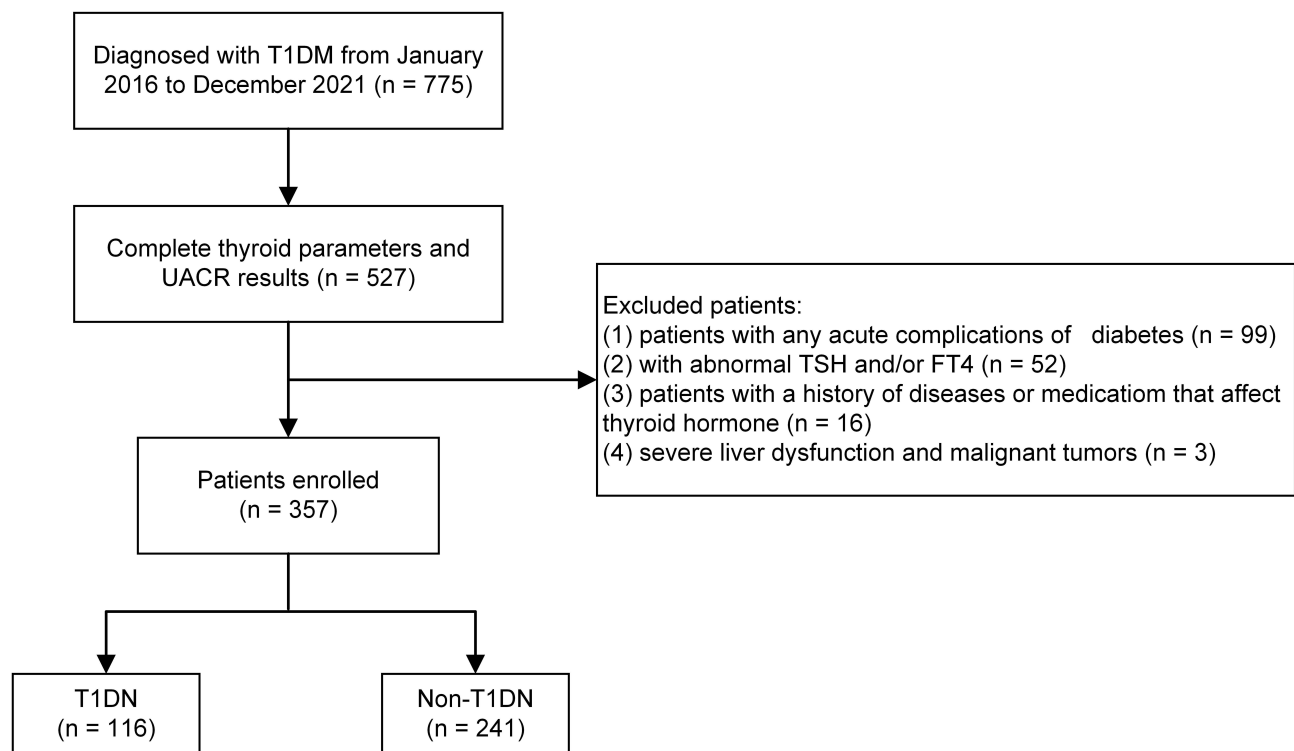 Diagnosed with T1DM from January
2016 to December 2021 (n = 775)
Complete thyroid parameters and
UACR results (n = 527)
Excluded patients:
(1) patients with any acute complications of   diabetes (n = 99)
(2) with abnormal TSH and/or FT4 (n = 52)
(3) patients with a history of diseases or medicatiom that affect
thyroid hormone (n = 16)
(4) severe liver dysfunction and malignant tumors (n = 3)
Patients enrolled
(n = 357)
T1DN
(n = 116)
Non-T1DN
(n = 241)